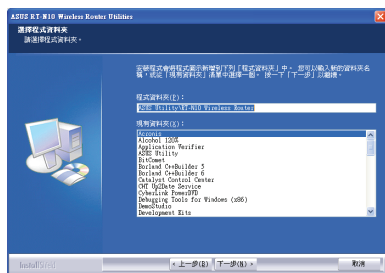 ASUS RT-N10 Wireless Router Utilities
選擇程式資料夾
請選擇程式資料夾。
安裝程式會將程式圖示新增到下列「程式資料夾」中。 您可以輸入新的資料夾名
稱,或從「現有資料夾」清單中選擇一個。 按一下「下一步」以繼續。
程式資料夾(P):
ASUS Utility\RT-N10 Wireless Router
現有資料夾(X):
Acronis
Alcohol 120%
Application Verifier
ASUS Utility
BitComet
Borland C++Builder 5
Borland C++Builder 6
Catalyst Control Center
CHT Up2Date Service
CyberLink PowerDVD
Debugging Tools for Windows (x86)
DemoStudio
Development Kits
InstallShield
< 上一步(B)
下一步(N) >
取消